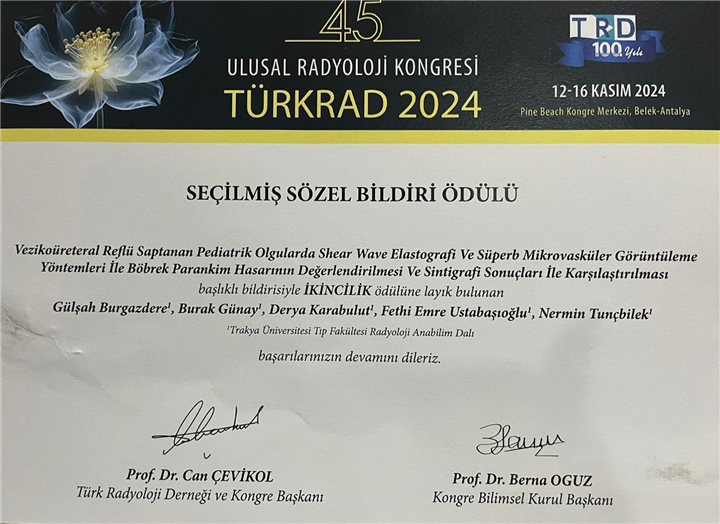 45
ULUSAL RADYOLOJİ KONGRESİ
TÜRKRAD 2024
TRD
100. Yılı
12-16 KASIM 2024
Pine Beach Kongre Merkezi, Belek-Antalya
SEÇİLMİŞ SÖZEL BİLDİRİ ÖDÜLÜ
Vezikoüreteral Reflü Saptanan Pediatrik Olgularda Shear Wave Elastografi Ve Süperb Mikrovasküler Görüntüleme
Yöntemleri İle Böbrek Parankim Hasarının Değerlendirilmesi Ve Sintigrafi Sonuçları İle Karşılaştırılması
başlıklı bildirisiyle İKİNCİLİK ödülüne layık bulunan
Gülşah Burgazdere¹, Burak Günay¹, Derya Karabulut¹, Fethi Emre Ustabaşıoğlu¹, Nermin Tunçbilek¹
¹Trakya Üniversitesi Tıp Fakültesi Radyoloji Anabilim Dalı
başarılarınızın devamını dileriz.
Prof. Dr. Can ÇEVİKOL
Türk Radyoloji Derneği ve Kongre Başkanı
Prof. Dr. Berna OGUZ
Kongre Bilimsel Kurul Başkanı